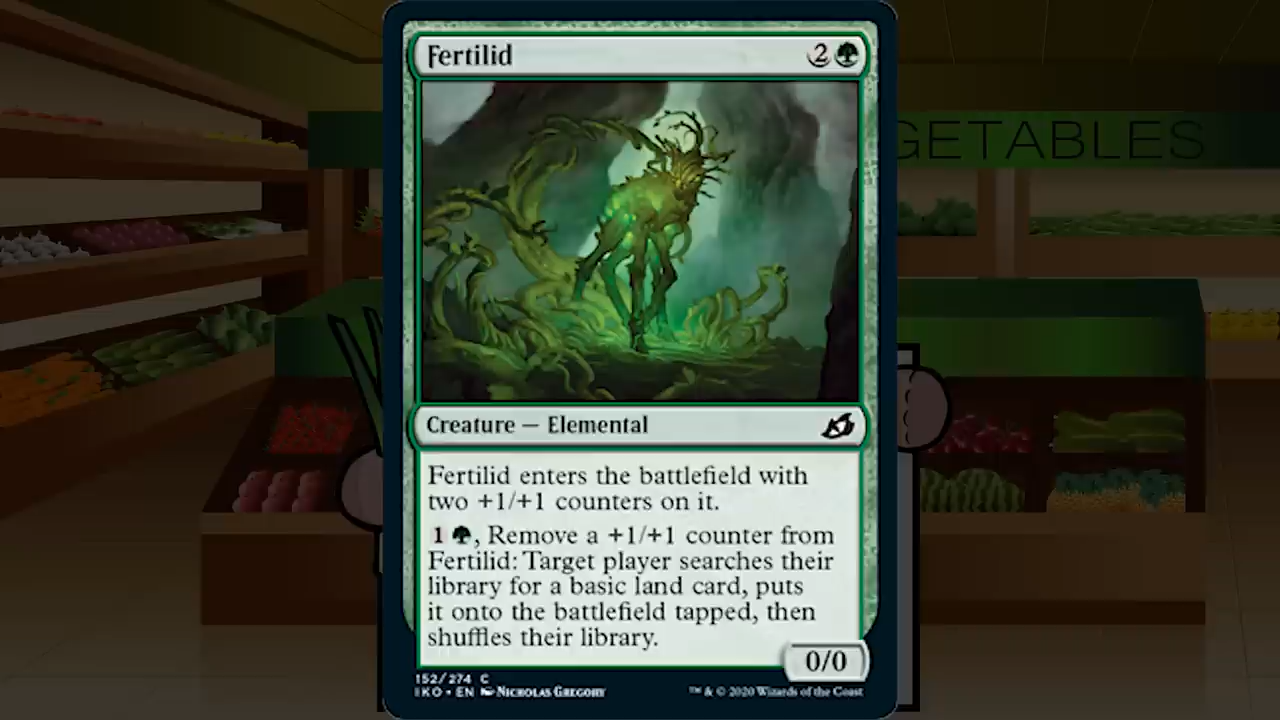 Fertilid
2
GETABLES
Creature — Elemental
Fertilid enters the battlefield with
two +1/+1 counters on it.
1 , Remove a +1/+1 counter from
Fertilid: Target player searches their
library for a basic land card, puts
it onto the battlefield tapped, then
shuffles their library.
0/0
152/274 C
IKO • EN Nicholas Gregory
™ & © 2020 Wizards of the Coast